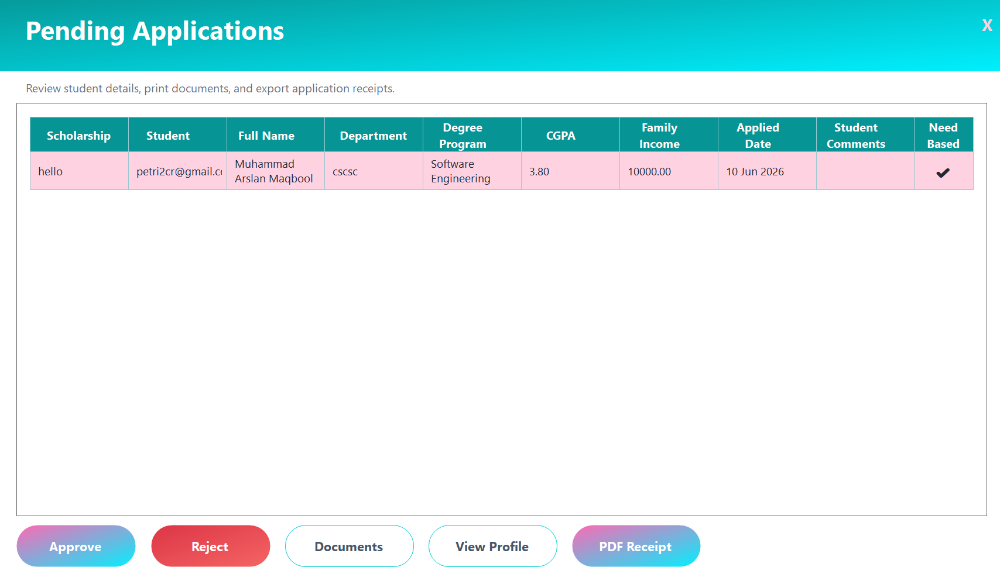 Pending Applications
X
Review student details, print documents, and export application receipts.
Scholarship Student Full Name Department Degree Program CGPA Family Income Applied Date Student Comments Need Based
hello petri2cr@gmail.c Muhammad Arslan Maqbool cscsc Software Engineering 3.80 10000.00 10 Jun 2026
Approve Reject Documents View Profile PDF Receipt